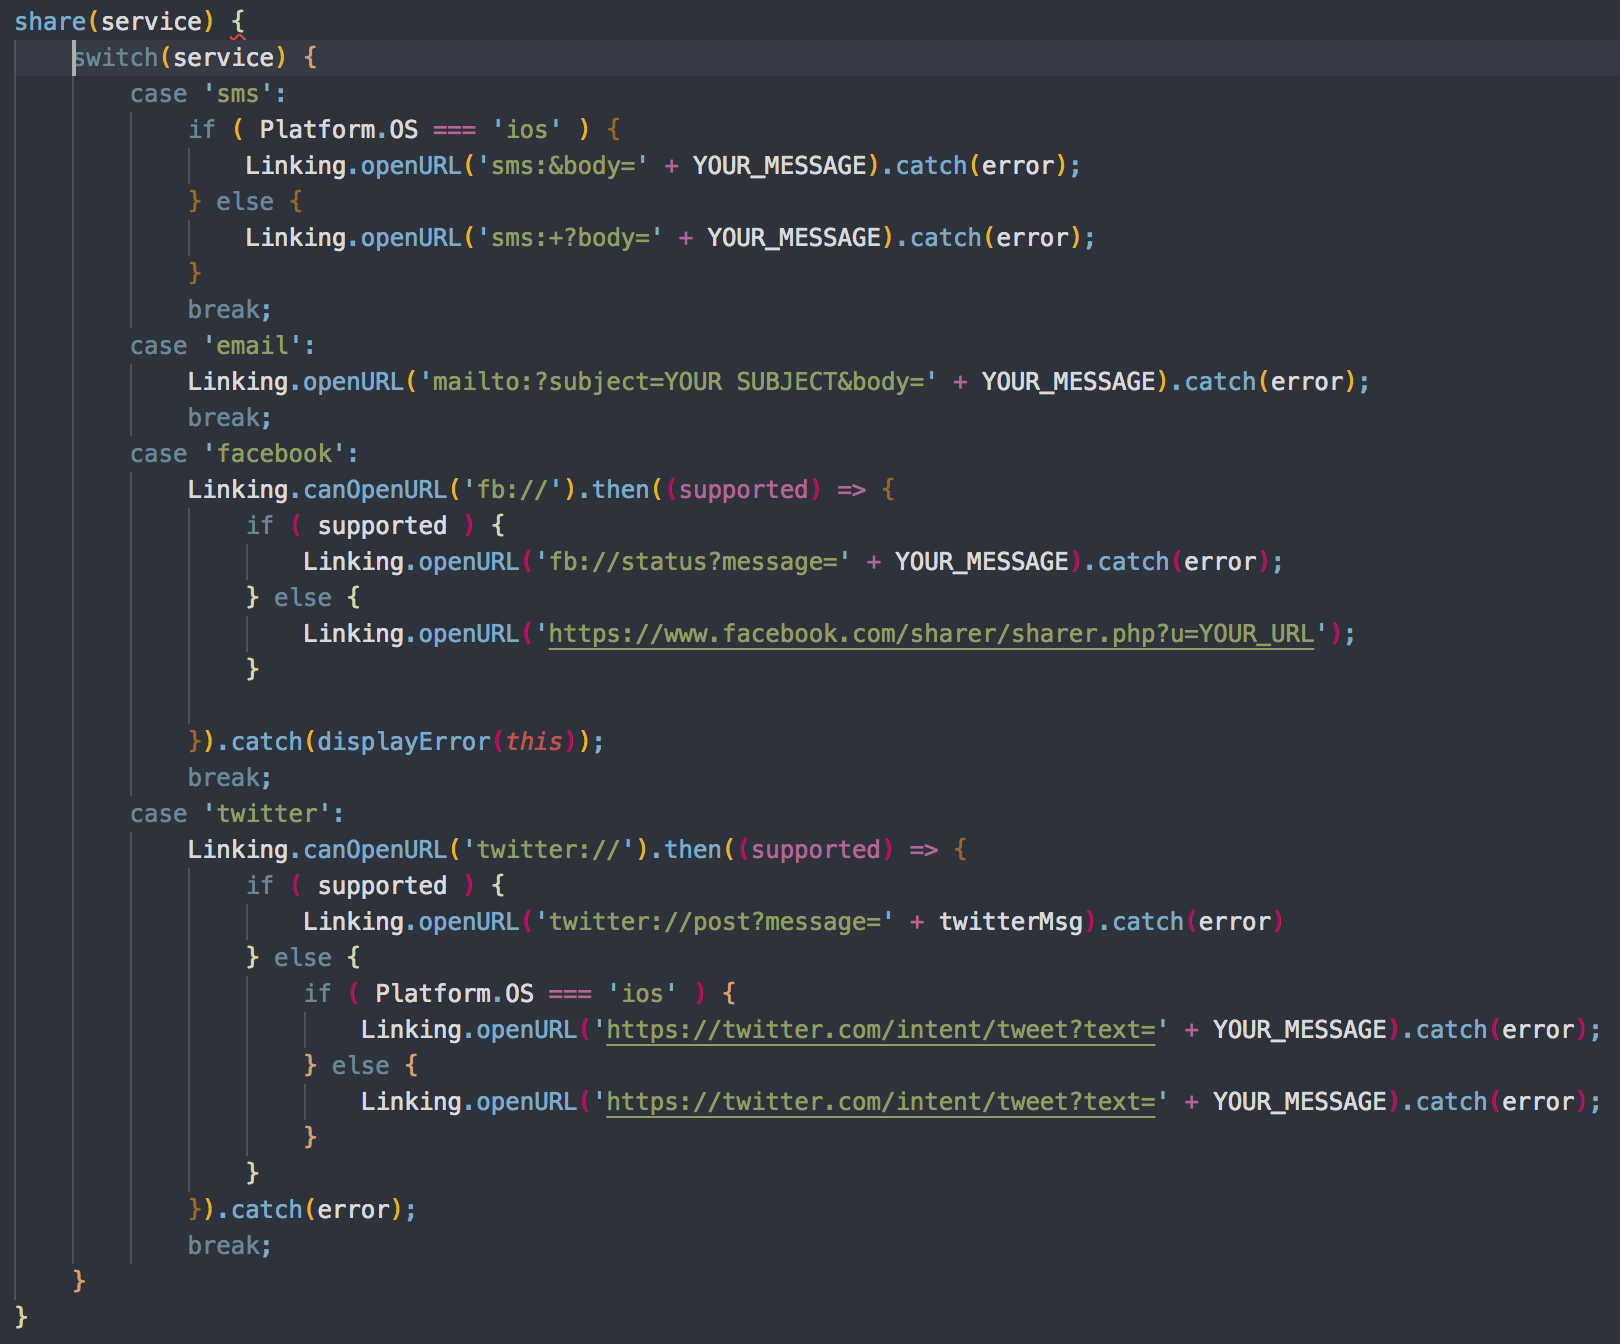 share(service) {
switch(service) {
case 'sms':
if ( Platform.OS === 'ios' ) {
Linking.openURL('sms:&body=' + YOUR_MESSAGE).catch(error);
} else {
Linking.openURL('sms:+?body=' + YOUR_MESSAGE).catch(error);
}
break;
case 'email':
Linking.openURL('mailto:?subject=YOUR SUBJECT&body=' + YOUR_MESSAGE).catch(error);
break;
case 'facebook':
Linking.canOpenURL('fb://').then((supported) => {
if ( supported ) {
Linking.openURL('fb://status?message=' + YOUR_MESSAGE).catch(error);
} else {
Linking.openURL('https://www.facebook.com/sharer/sharer.php?u=YOUR_URL');
}
}).catch(displayError(this));
break;
case 'twitter':
Linking.canOpenURL('twitter://').then((supported) => {
if ( supported ) {
Linking.openURL('twitter://post?message=' + twitterMsg).catch(error)
} else {
if ( Platform.OS === 'ios' ) {
Linking.openURL('https://twitter.com/intent/tweet?text=' + YOUR_MESSAGE).catch(error);
} else {
Linking.openURL('https://twitter.com/intent/tweet?text=' + YOUR_MESSAGE).catch(error);
}
}
}).catch(error);
break;
}
}